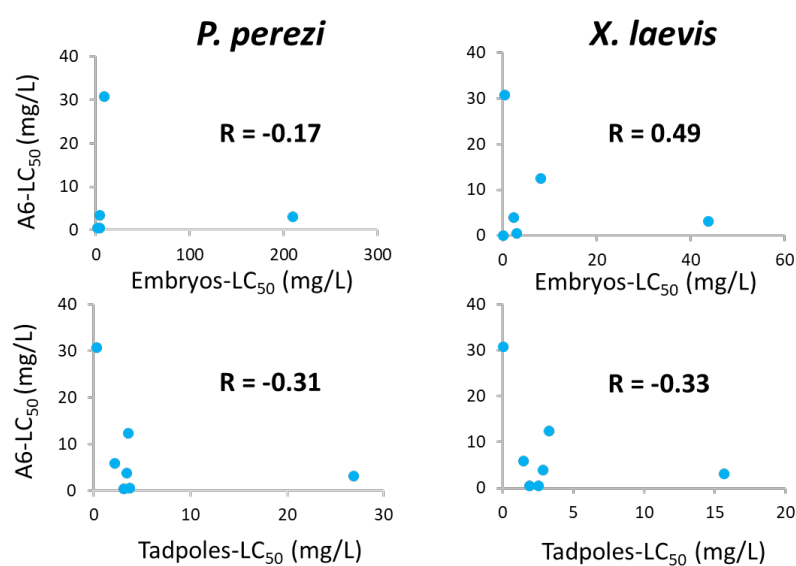 P. perezi
X. laevis
A6-LC50 (mg/L)
40
30
20
10
0
R = -0.17
0 100 200 300
Embryos-LC50 (mg/L)
50
40
30
20
10
0
R = 0.49
0 20 40 60
Embryos-LC50 (mg/L)
A6-LC50 (mg/L)
40
30
20
10
0
R = -0.31
0 10 20 30
Tadpoles-LC50 (mg/L)
40
30
20
10
0
R = -0.33
0 5 10 15 20
Tadpoles-LC50 (mg/L)